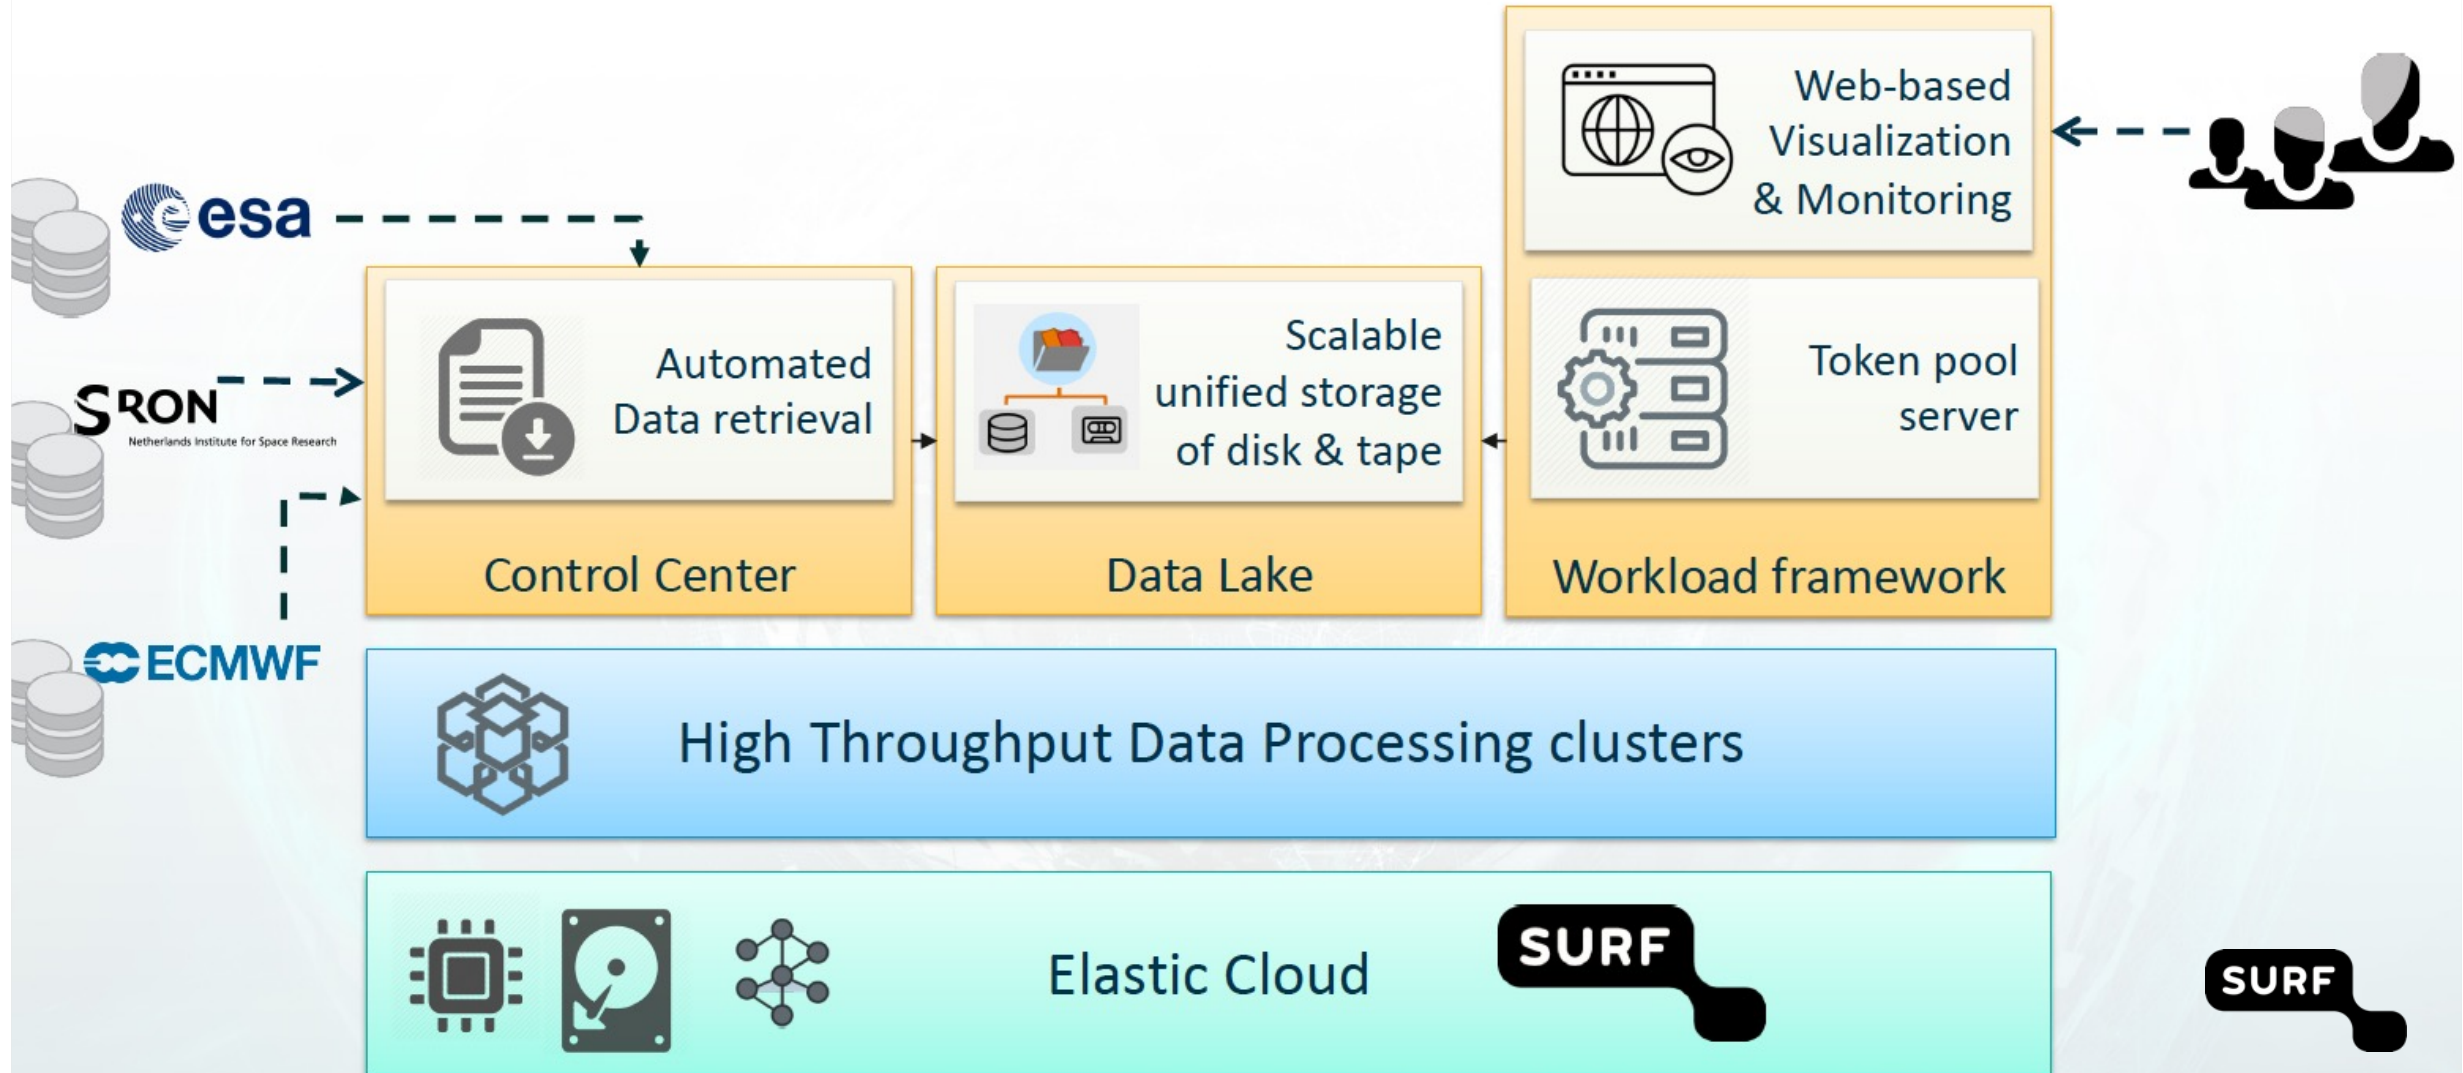 esa
SRON
Netherlands Institute for Space Research
ECMWF
Automated
Data retrieval
Control Center
Scalable
unified storage
of disk & tape
Data Lake
Web-based
Visualization
& Monitoring
Token pool
server
Workload framework
High Throughput Data Processing clusters
Elastic Cloud
SURF
SURF